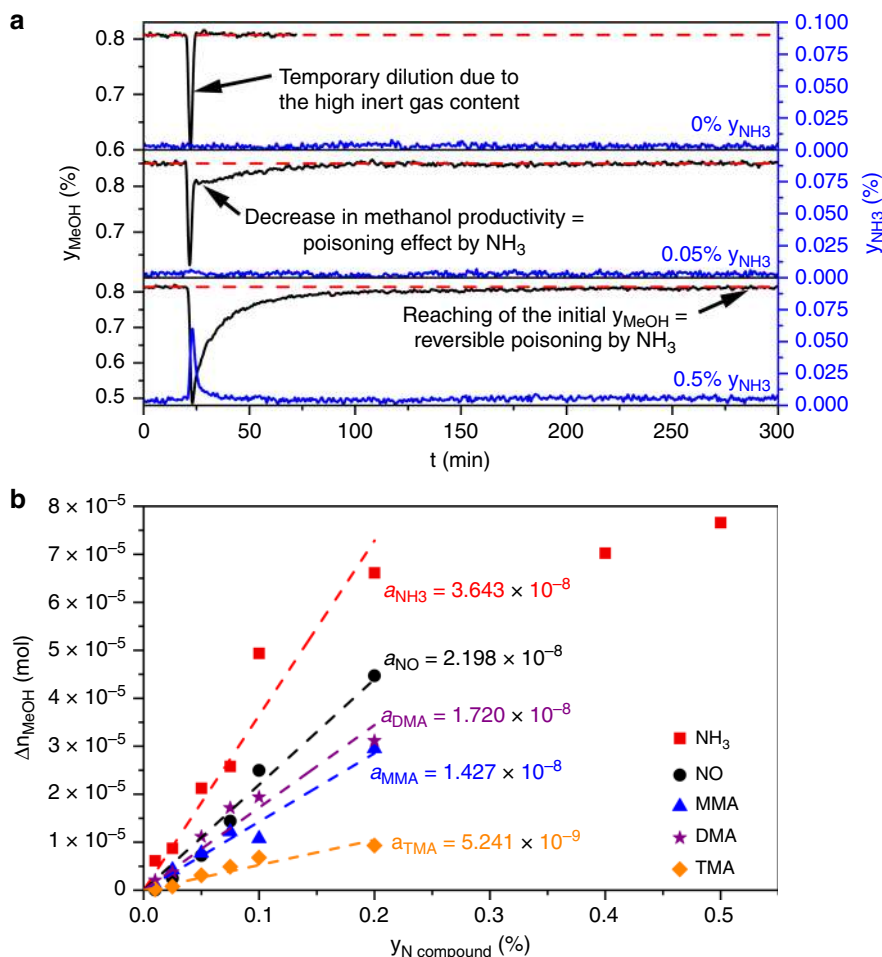 a
0.8
0.7
0.6
Temporary dilution due to
the high inert gas content
0% yNH3
0.100
0.075
0.050
0.025
0.000
yMeOH (%)
0.8
0.7
Decrease in methanol productivity =
poisoning effect by NH3
0.05% yNH3
0.075
0.050
0.025
0.000
yNH3 (%)
0.8
0.7
0.6
0.5
Reaching of the initial yMeOH =
reversible poisoning by NH3
0.5% yNH3
0.075
0.050
0.025
0.000
0 50 100 150 200 250 300
t (min)
b
8 × 10–5
7 × 10–5
6 × 10–5
5 × 10–5
4 × 10–5
3 × 10–5
2 × 10–5
1 × 10–5
0
ΔnMeOH (mol)
aNH3 = 3.643 × 10–8
aNO = 2.198 × 10–8
aDMA = 1.720 × 10–8
aMMA = 1.427 × 10–8
aTMA = 5.241 × 10–9
NH3
NO
MMA
DMA
TMA
0.0 0.1 0.2 0.3 0.4 0.5
yN compound (%)